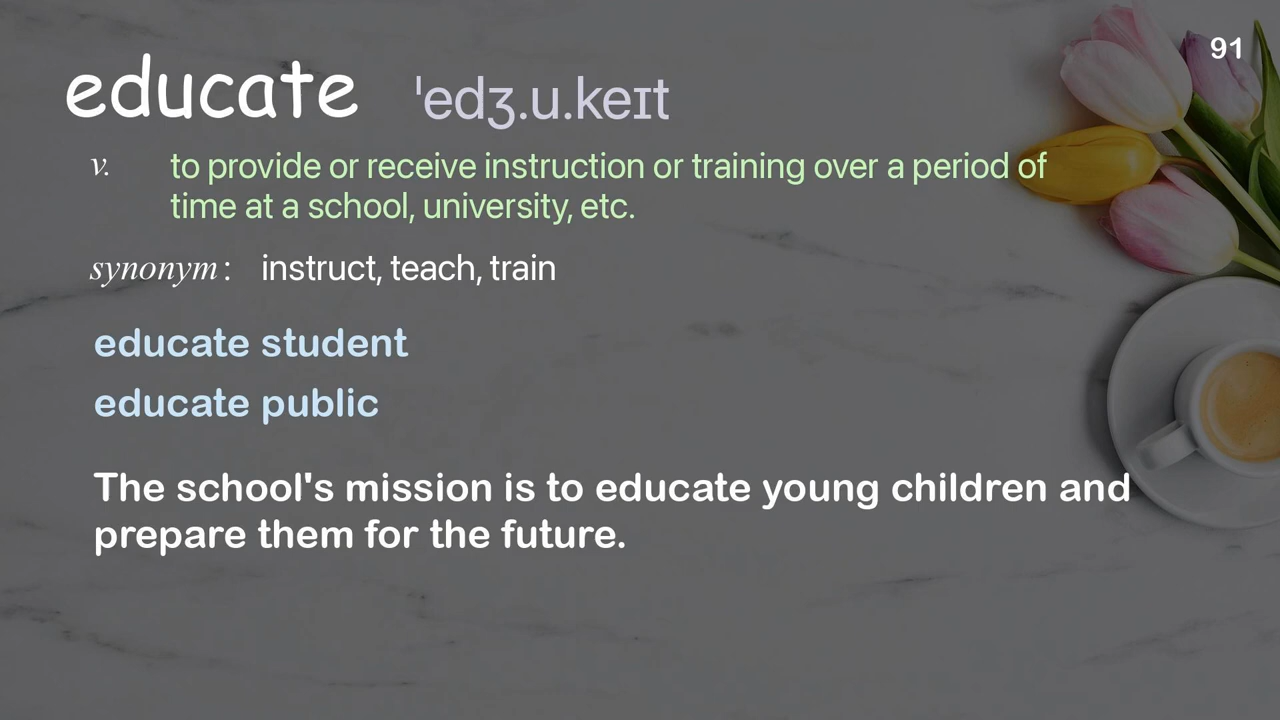 91
educate ˈedʒ.u.keɪt
v. to provide or receive instruction or training over a period of
time at a school, university, etc.
synonym: instruct, teach, train
educate student
educate public
The school's mission is to educate young children and
prepare them for the future.